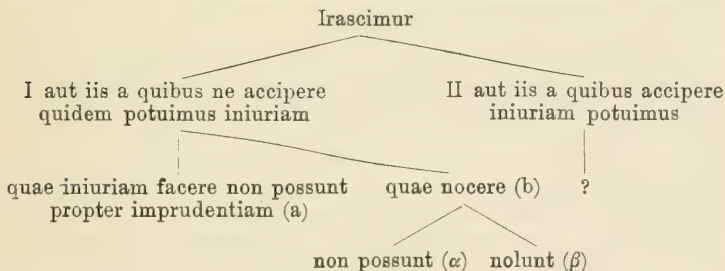 Irascimur
I aut iis a quibus ne accipere
quidem potuimus iniuriam
II aut iis a quibus accipere
iniuriam potuimus
quae iniuriam facere non possunt
propter imprudentiam (a)
quae nocere (b)
?
non possunt (α)
nolunt (β)